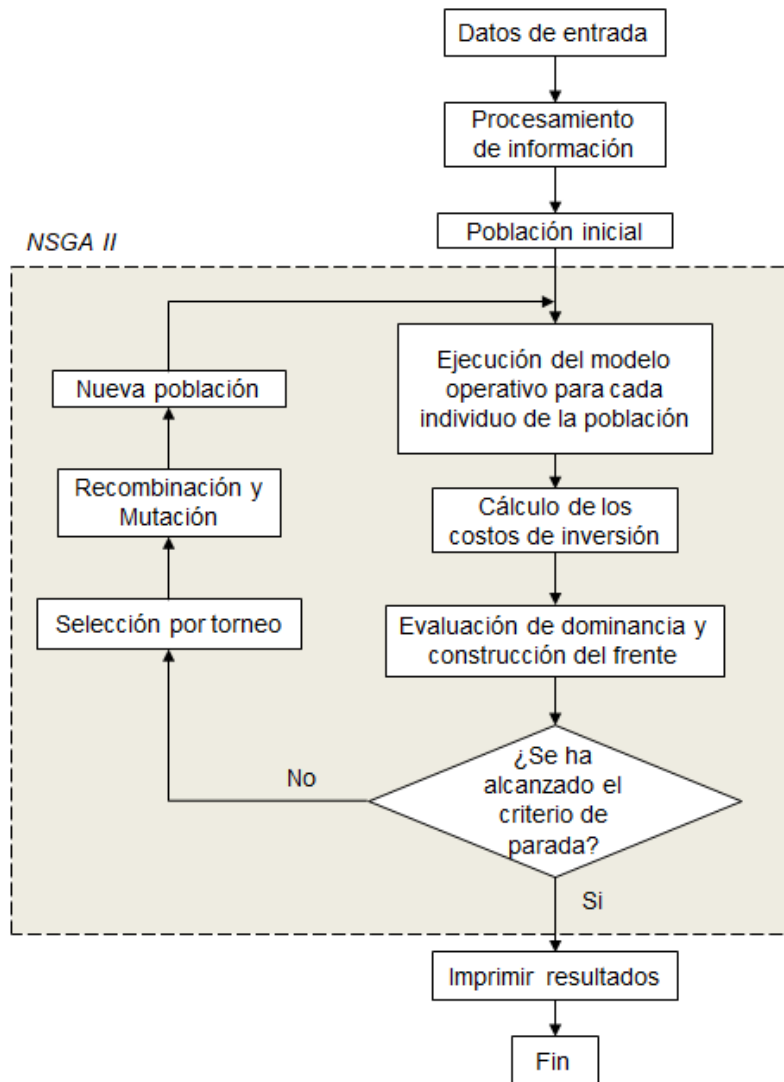 Datos de entrada
Procesamiento
de información
Población inicial
NSGA II
Ejecución del modelo
operativo para cada
individuo de la población
Nueva población
Recombinación y
Mutación
Cálculo de los
costos de inversión
Selección por torneo
Evaluación de dominancia y
construcción del frente
¿Se ha
alcanzado el
criterio de
parada?
No
Si
Imprimir resultados
Fin